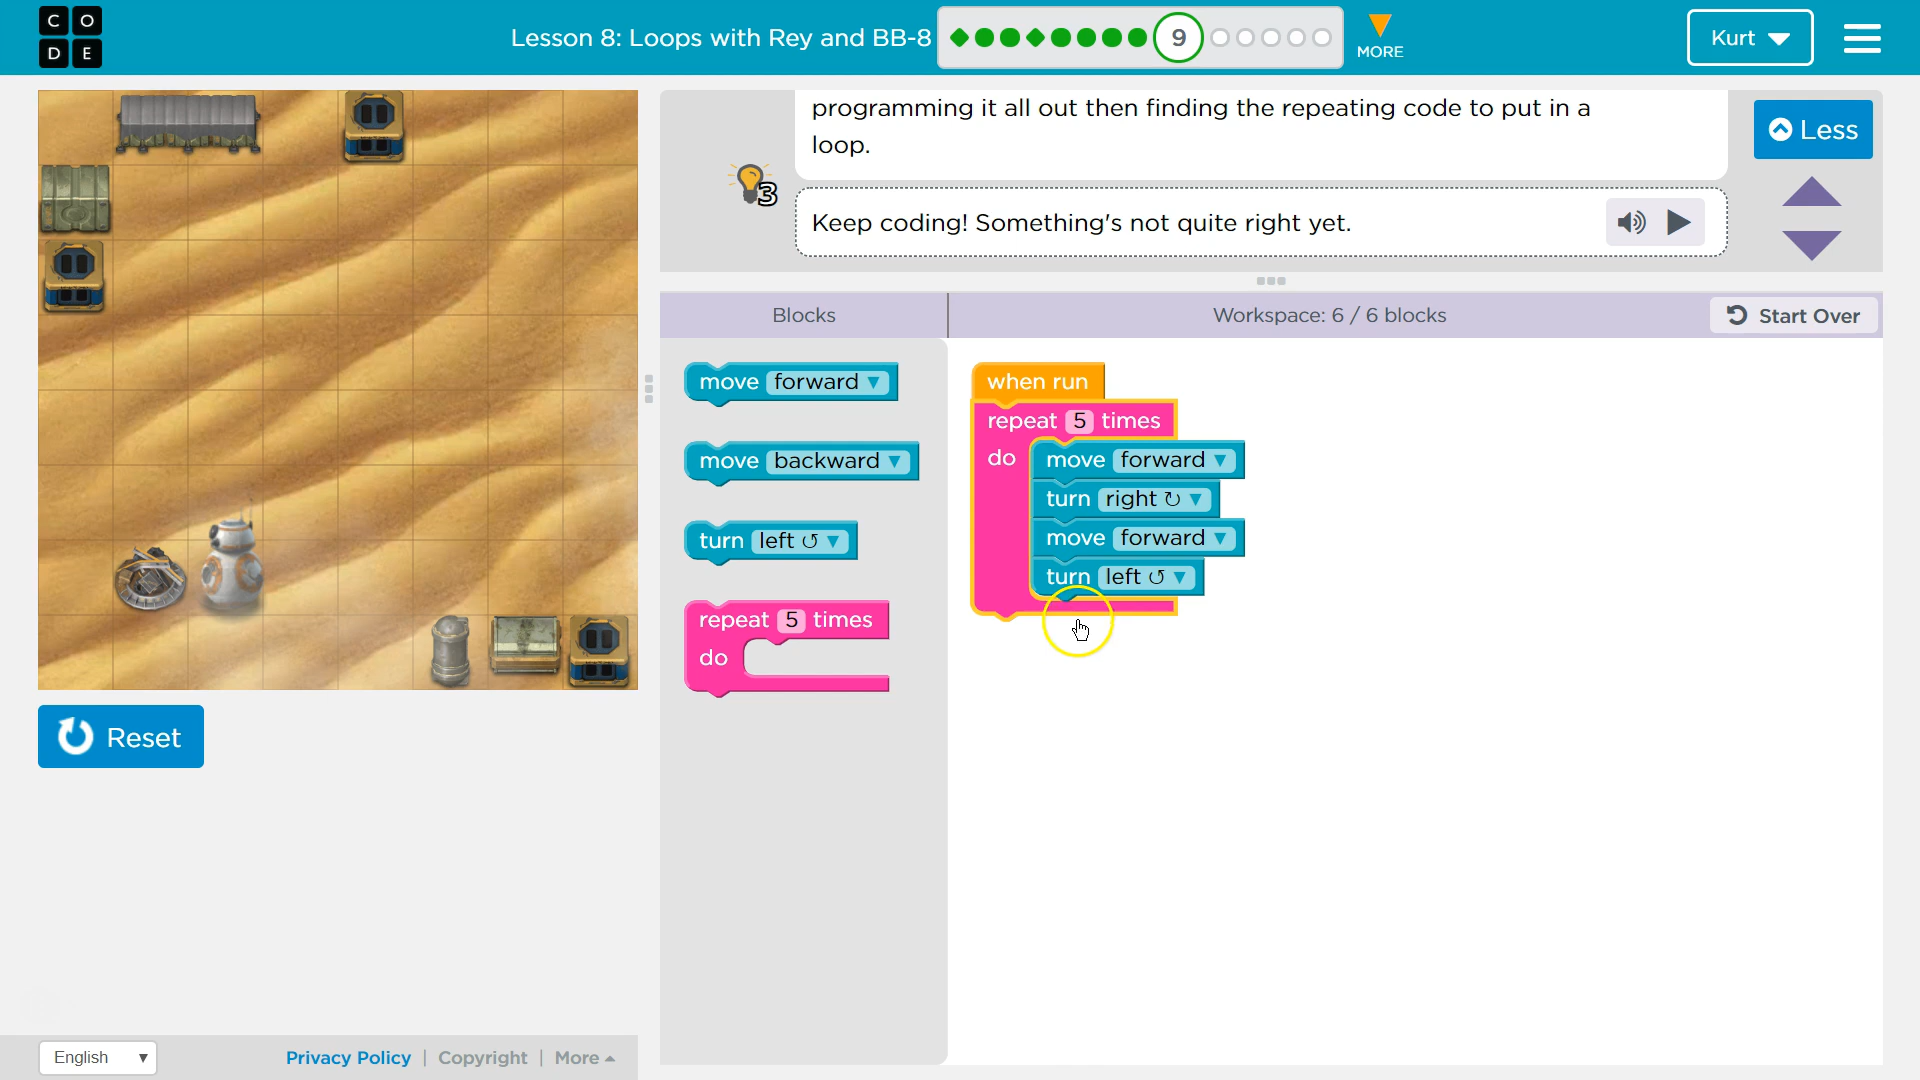 C O
D E
Lesson 8: Loops with Rey and BB-8
9
MORE
Kurt
programming it all out then finding the repeating code to put in a
loop.
3
Keep coding! Something's not quite right yet.
Less
Blocks
Workspace: 6 / 6 blocks
Start Over
move forward
move backward
turn left
repeat 5 times
do
when run
repeat 5 times
do
move forward
turn right
move forward
turn left
Reset
English
Privacy Policy | Copyright | More